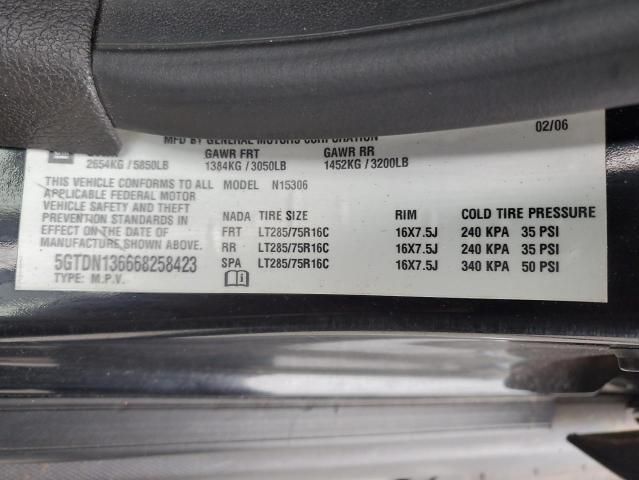 MFD BY GENERAL MOTORS CORPORATION 02/06
GAWR FRT GAWR RR
2654KG / 5850LB 1384KG / 3050LB 1452KG / 3200LB
THIS VEHICLE CONFORMS TO ALL MODEL N15306
APPLICABLE FEDERAL MOTOR
VEHICLE SAFETY AND THEFT
PREVENTION STANDARDS IN
EFFECT ON THE DATE OF
MANUFACTURE SHOWN ABOVE.
5GTDN136668258423
TYPE: M.P.V.
NADA TIRE SIZE RIM COLD TIRE PRESSURE
FRT LT285/75R16C 16X7.5J 240 KPA 35 PSI
RR LT285/75R16C 16X7.5J 240 KPA 35 PSI
SPA LT285/75R16C 16X7.5J 340 KPA 50 PSI